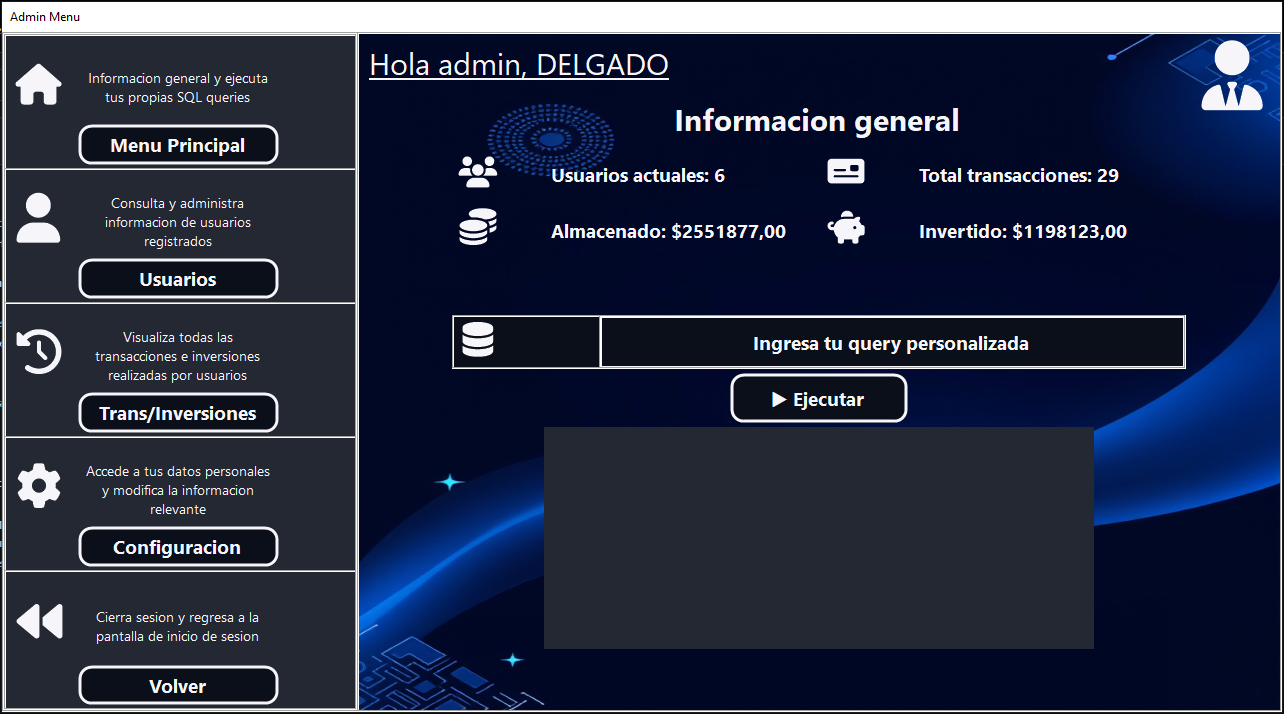 Admin Menu
Informacion general y ejecuta
tus propias SQL queries
Menu Principal
Consulta y administra
informacion de usuarios
registrados
Usuarios
Visualiza todas las
transacciones e inversiones
realizadas por usuarios
Trans/Inversiones
Accede a tus datos personales
y modifica la informacion
relevante
Configuracion
Cierra sesion y regresa a la
pantalla de inicio de sesion
Volver
Hola admin, DELGADO
Informacion general
Usuarios actuales: 6
Total transacciones: 29
Almacenado: $2551877,00
Invertido: $1198123,00
Ingresa tu query personalizada
▶ Ejecutar